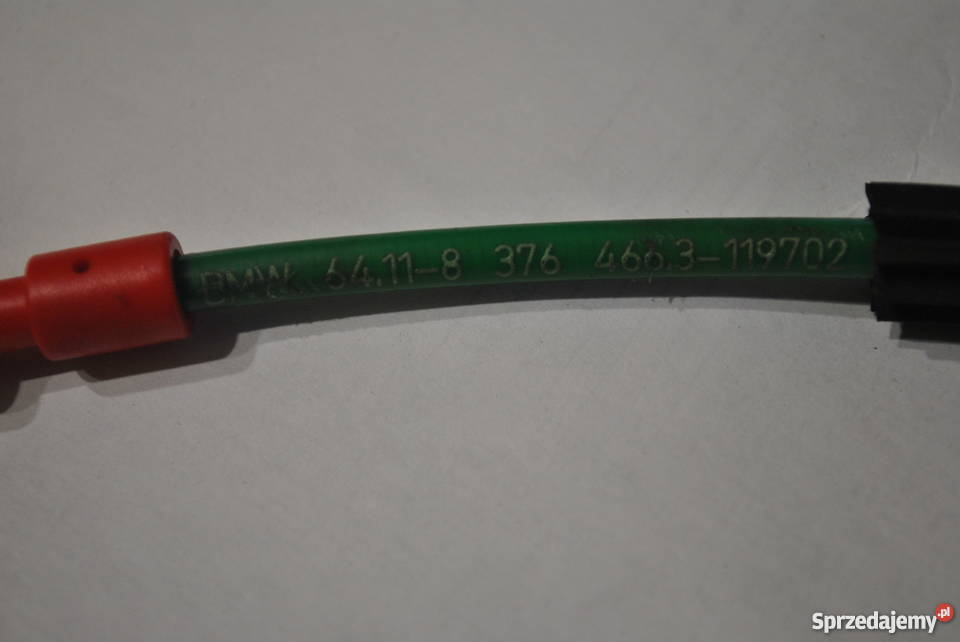 BMW 64.11-8 376 466.3-119702
Sprzedajemy.pl